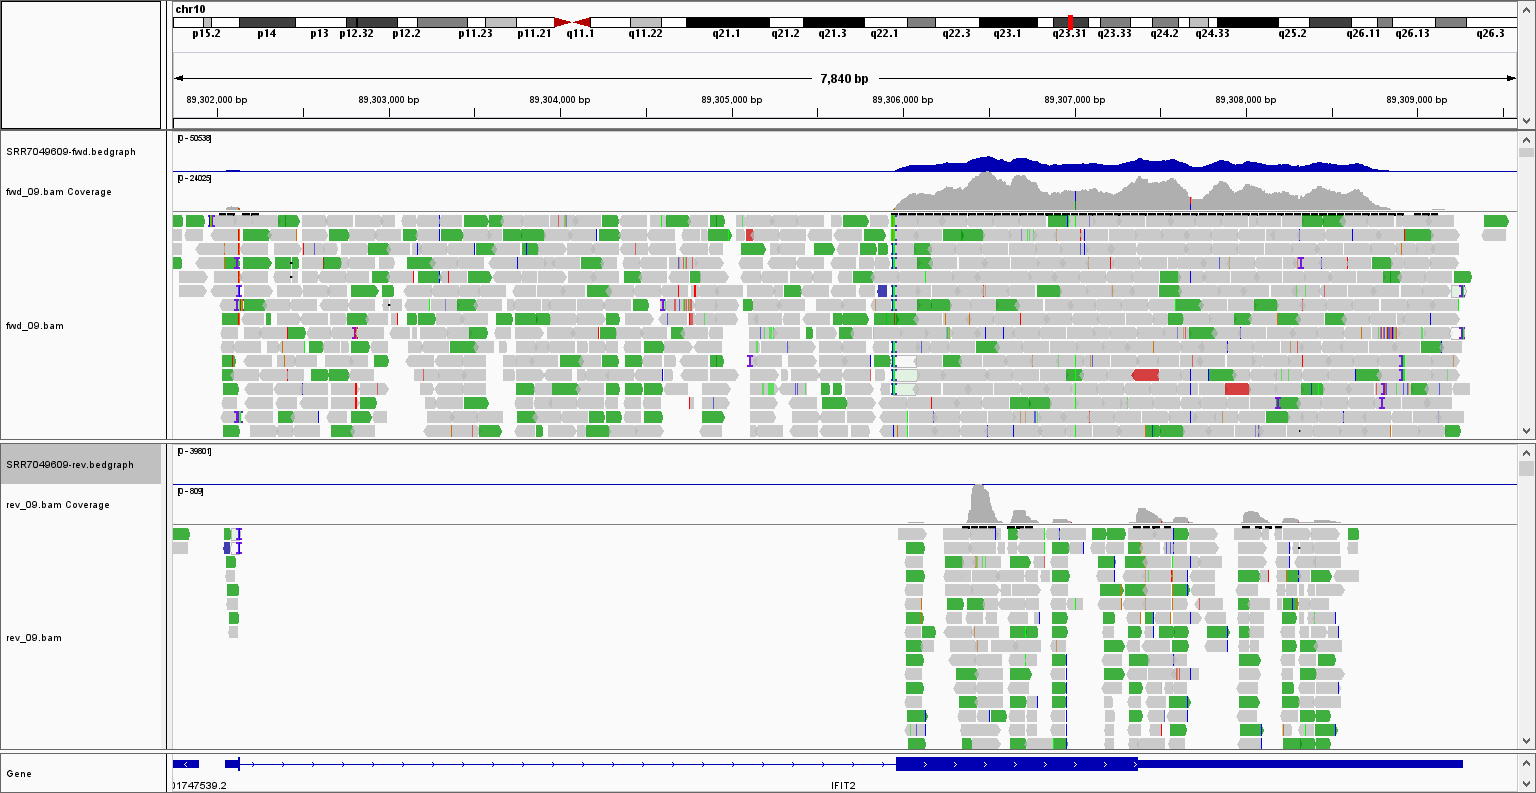 chr10
p15.2 p14 p13 p12.32 p12.2 p11.23 p11.21 q11.1 q11.22 q21.1 q21.2 q21.3 q22.1 q22.3 q23.1 q23.31 q23.33 q24.2 q24.33 q25.2 q26.11 q26.13 q26.3
7,840 bp
89,302,000 bp 89,303,000 bp 89,304,000 bp 89,305,000 bp 89,306,000 bp 89,307,000 bp 89,308,000 bp 89,309,000 bp
[0 - 50538]
SRR7049609-fwd.bedgraph
[0 - 24025]
fwd_09.bam Coverage
fwd_09.bam
[0 - 39801]
SRR7049609-rev.bedgraph
[0 - 809]
rev_09.bam Coverage
rev_09.bam
Gene
01747539.2 IFIT2